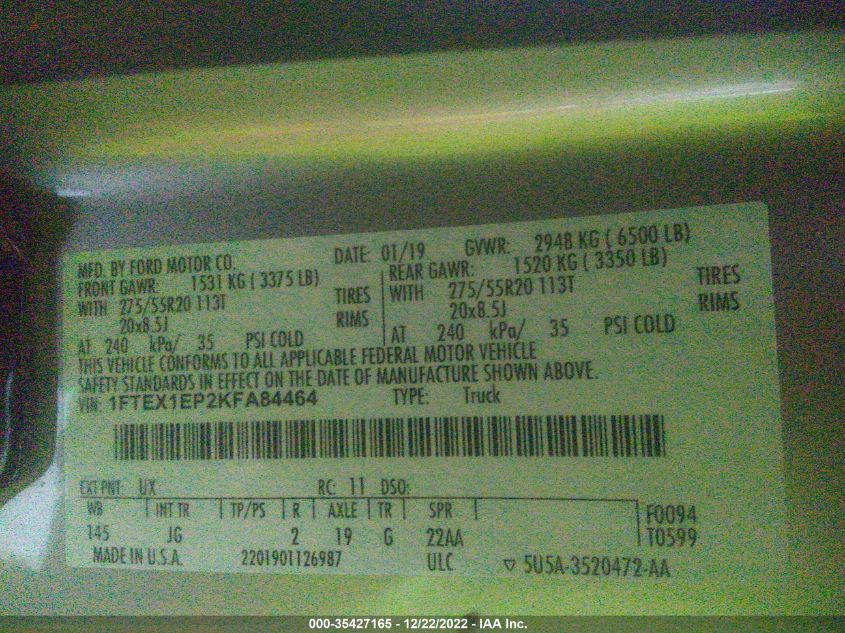 MFD. BY FORD MOTOR CO. DATE: 01/19 GVWR: 2948 KG ( 6500 LB)
FRONT GAWR: 1531 KG ( 3375 LB) REAR GAWR: 1520 KG ( 3350 LB)
WITH 275/55R20 113T TIRES WITH 275/55R20 113T TIRES
20x8.5J RIMS 20x8.5J RIMS
AT 240 kPa/ 35 PSI COLD AT 240 kPa/ 35 PSI COLD
THIS VEHICLE CONFORMS TO ALL APPLICABLE FEDERAL MOTOR VEHICLE
SAFETY STANDARDS IN EFFECT ON THE DATE OF MANUFACTURE SHOWN ABOVE.
VIN: 1FTEX1EP2KFA84464 TYPE: Truck
EXT PNT: UX RC: 11 DSO:
WB INT TR TP/PS R AXLE TR SPR F0094
145 JG 2 19 G 22AA T0599
MADE IN U.S.A. 2201901126987 ULC ▽ 5U5A-3520472-AA
000-35427165 - 12/22/2022 - IAA Inc.